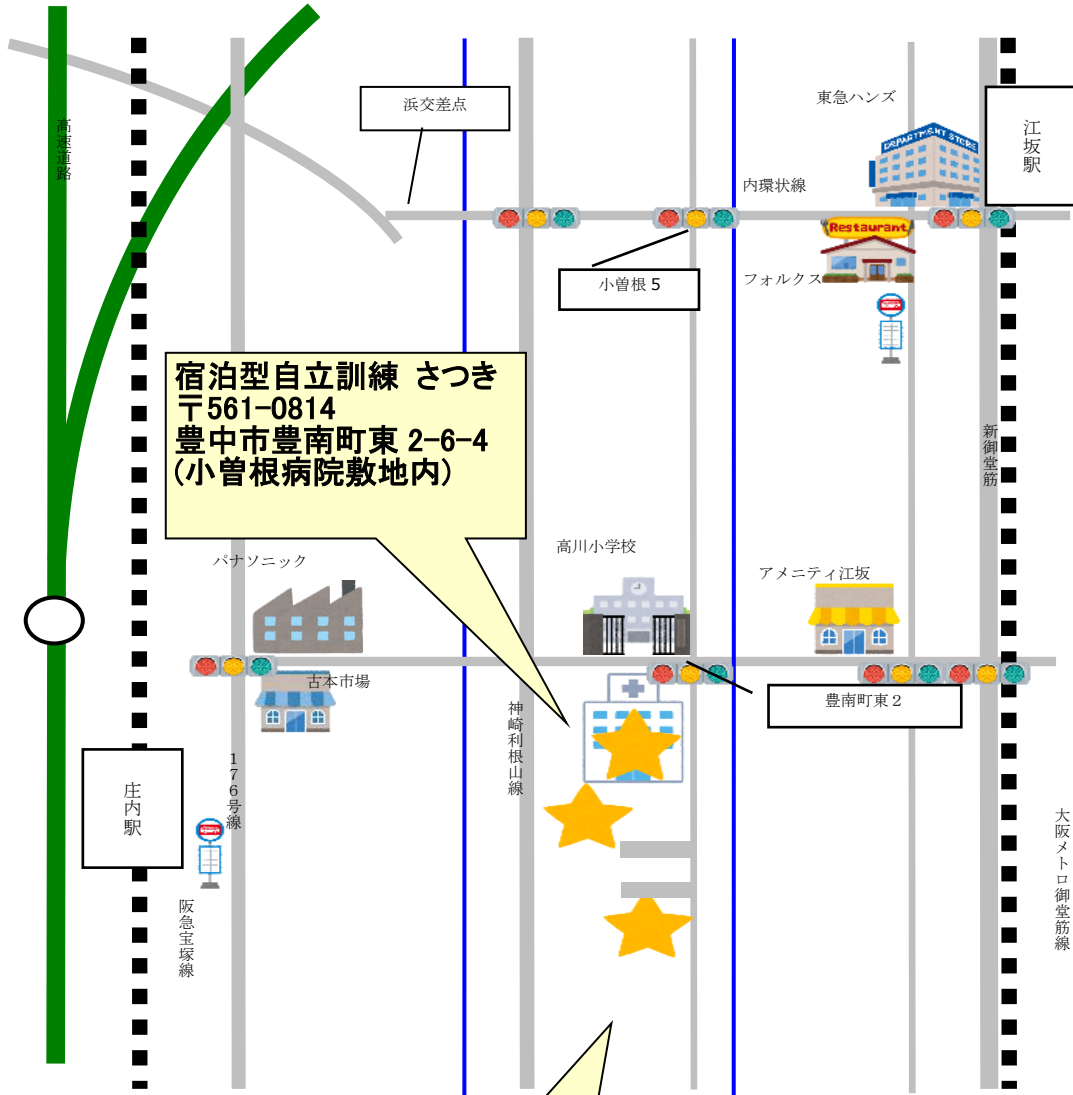 浜交差点
東急ハンズ
DEPARTMENT STORE
江坂駅
高速道路
内環状線
Restaurant
小曽根 5
フォルクス
宿泊型自立訓練 さつき
〒561-0814
豊中市豊南町東 2-6-4
(小曽根病院敷地内)
新御堂筋
パナソニック
高川小学校
アメニティ江坂
古本市場
豊南町東 2
神崎利根山線
176号線
庄内駅
大阪メトロ御堂筋線
阪急宝塚線